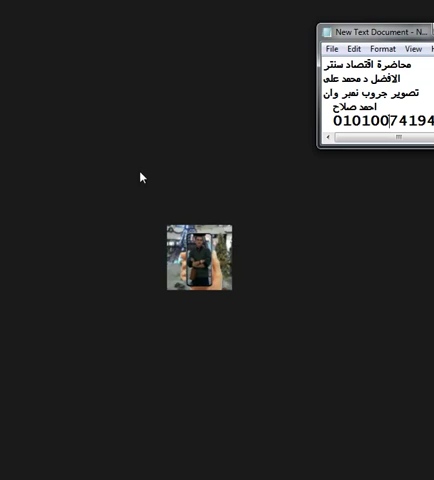 New Text Document - N...
File Edit Format View
محاضرة اقتصاد سنتر
الافضل د محمد على
تصوير جروب نمبر وان
احمد صلاح
01010074194